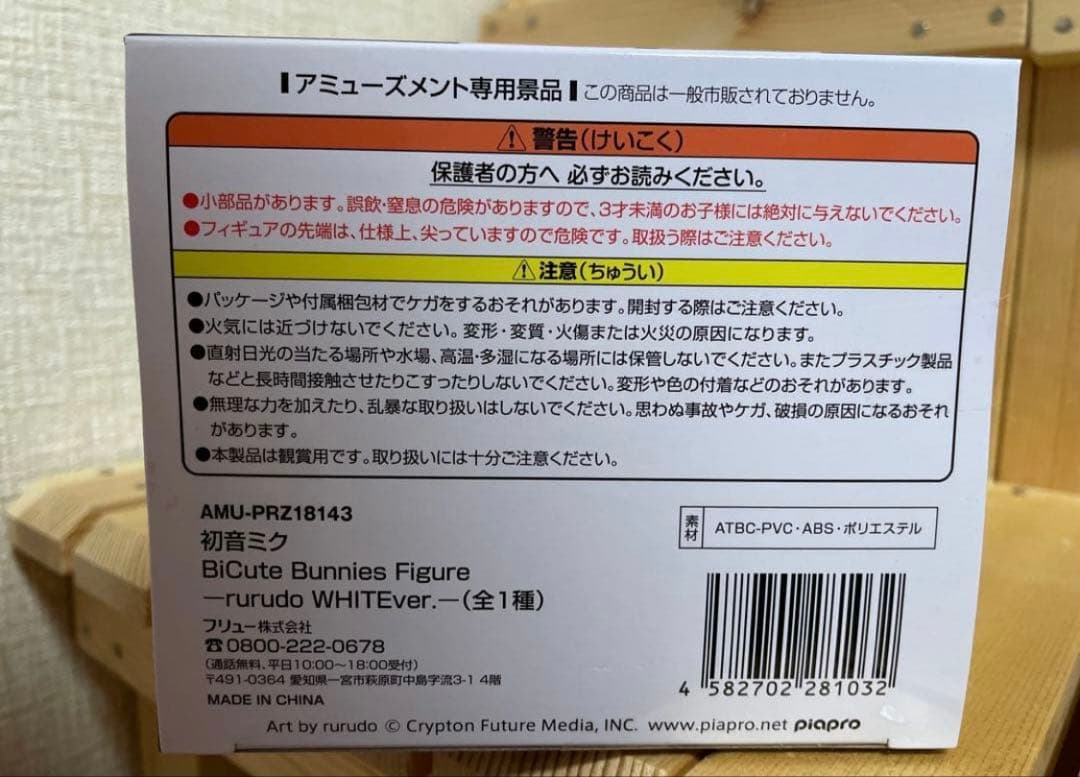 アミューズメント専用景品 この商品は一般市販されておりません。
⚠警告(けいこく)
保護者の方へ 必ずお読みください。
●小部品があります。誤飲・窒息の危険がありますので、3才未満のお子様には絶対に与えないでください。
●フィギュアの先端は、仕様上、尖っていますので危険です。取扱う際はご注意ください。
⚠注意(ちゅうい)
●パッケージや付属梱包材でケガをするおそれがあります。開封する際はご注意ください。
●火気には近づけないでください。変形・変質・火傷または火災の原因になります。
●直射日光の当たる場所や水場、高温・多湿になる場所には保管しないでください。またプラスチック製品
などと長時間接触させたりこすったりしないでください。変形や色の付着などのおそれがあります。
●無理な力を加えたり、乱暴な取り扱いはしないでください。思わぬ事故やケガ、破損の原因になるおそれ
があります。
●本製品は観賞用です。取り扱いには十分ご注意ください。
AMU-PRZ18143
初音ミク
BiCute Bunnies Figure
―rurudo WHITEver.―(全1種)
フリュー株式会社
☎0800-222-0678
(通話無料、平日10:00~18:00受付)
〒491-0364 愛知県一宮市萩原町中島字流3-1 4階
MADE IN CHINA
素材 ATBC-PVC・ABS・ポリエステル
4 582702 281032
Art by rurudo © Crypton Future Media, INC. www.piapro.net piapro